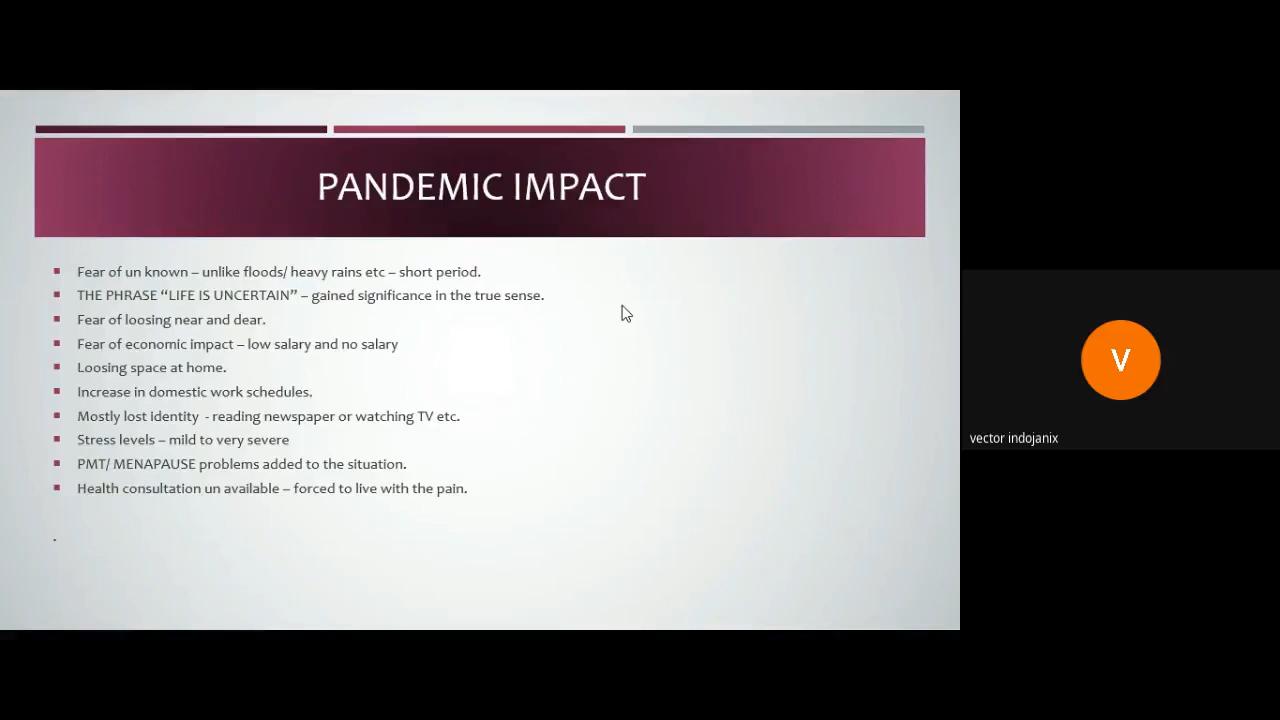 PANDEMIC IMPACT
Fear of un known – unlike floods/ heavy rains etc – short period.
THE PHRASE “LIFE IS UNCERTAIN” – gained significance in the true sense.
Fear of loosing near and dear.
Fear of economic impact – low salary and no salary
Loosing space at home.
Increase in domestic work schedules.
Mostly lost identity  - reading newspaper or watching TV etc.
Stress levels – mild to very severe
PMT/ MENAPAUSE problems added to the situation.
Health consultation un available – forced to live with the pain.
.
V
vector indojanix